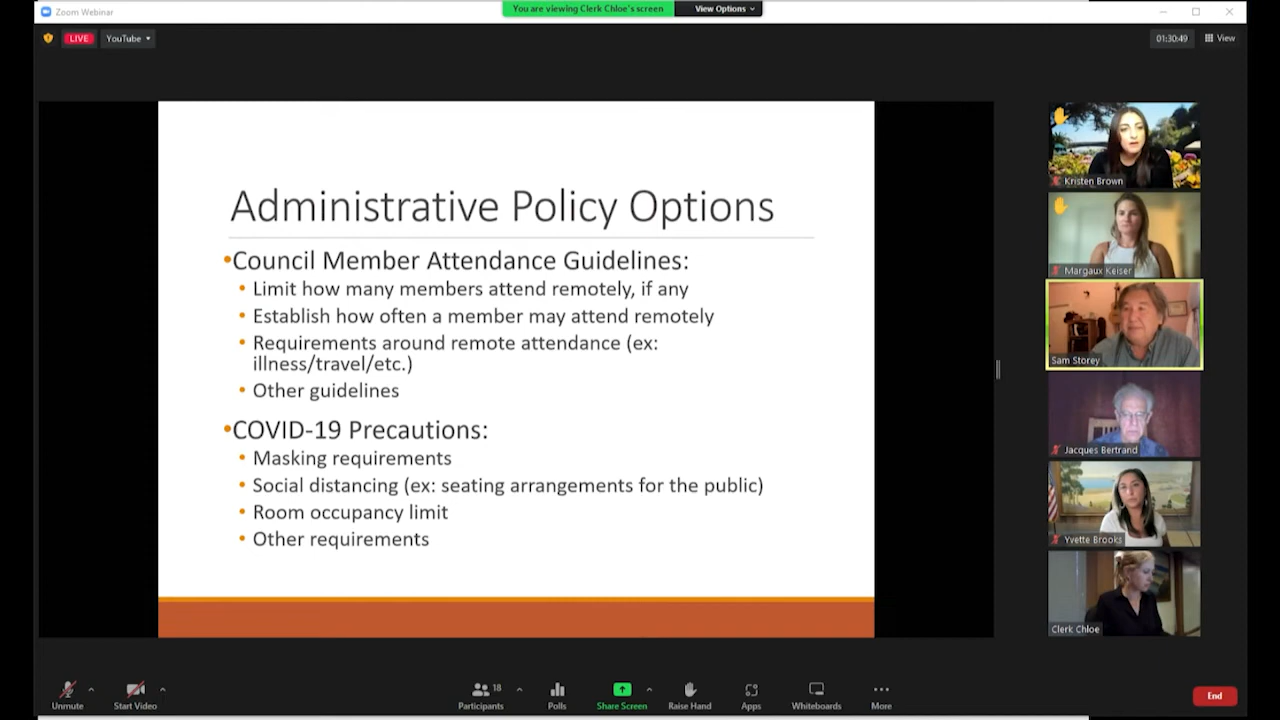 Zoom Webinar
You are viewing Clerk Chloe's screen
View Options
LIVE
YouTube
01:30:49
View
Administrative Policy Options
•Council Member Attendance Guidelines:
• Limit how many members attend remotely, if any
• Establish how often a member may attend remotely
• Requirements around remote attendance (ex:
illness/travel/etc.)
• Other guidelines
•COVID-19 Precautions:
• Masking requirements
• Social distancing (ex: seating arrangements for the public)
• Room occupancy limit
• Other requirements
Kristen Brown
Margaux Keiser
Sam Storey
Jacques Bertrand
Yvette Brooks
Clerk Chloe
Unmute
Start Video
18
Participants
Polls
Share Screen
Raise Hand
Apps
Whiteboards
More
End